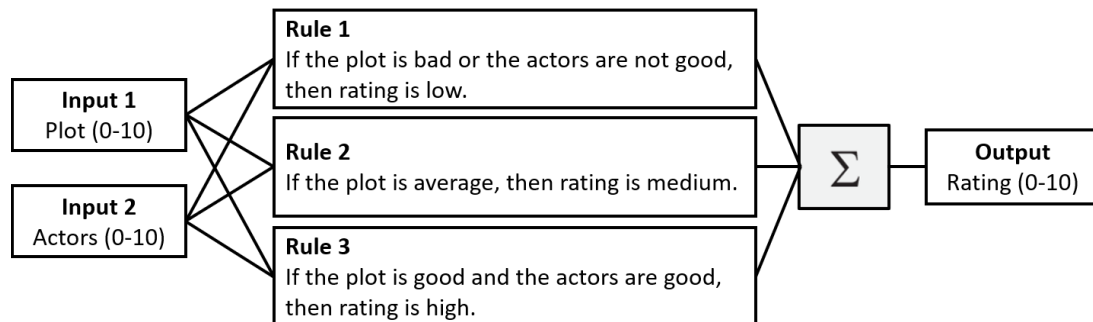 Input 1
Plot (0-10)
Input 2
Actors (0-10)
Rule 1
If the plot is bad or the actors are not good,
then rating is low.
Rule 2
If the plot is average, then rating is medium.
Rule 3
If the plot is good and the actors are good,
then rating is high.
Σ
Output
Rating (0-10)